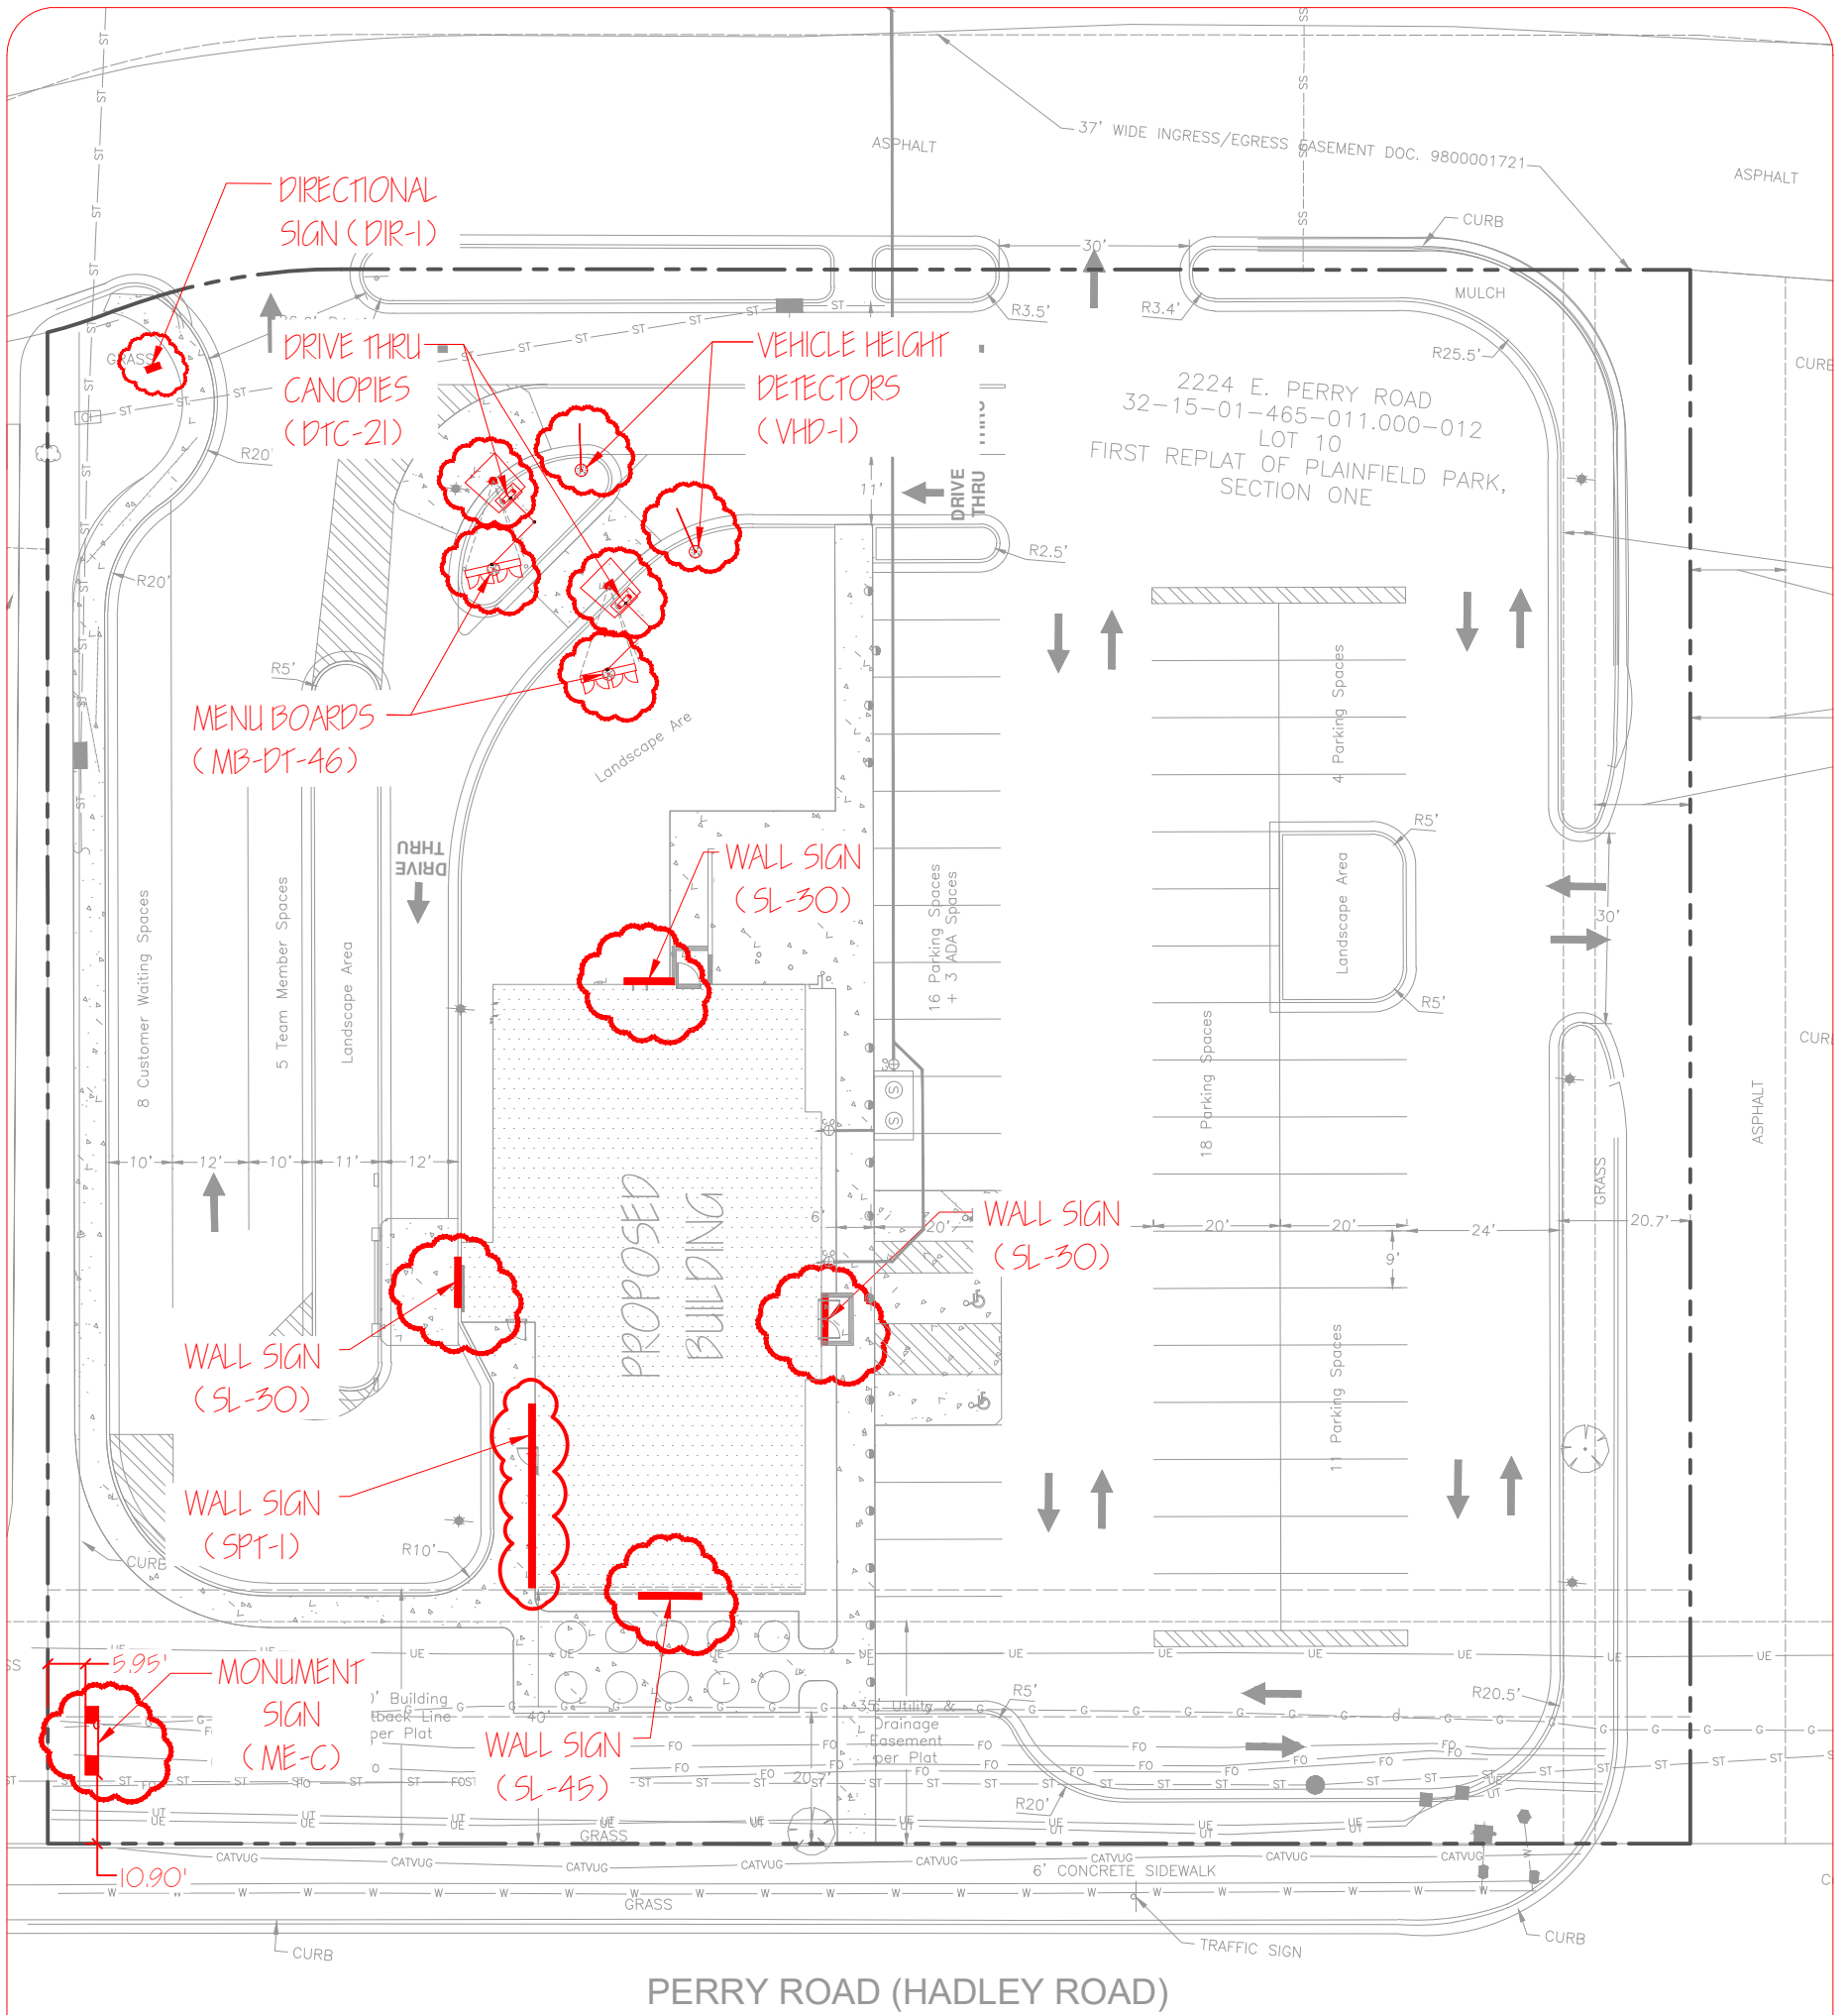 37' WIDE INGRESS/EGRESS EASEMENT DOC. 9800001721
ASPHALT
ASPHALT
DIRECTIONAL
SIGN (DIR-1)
CURB
30'
MULCH
R3.5'
R3.4'
R25.5'
GRASS
DRIVE THRU
CANOPIES
(DTC-21)
VEHICLE HEIGHT
DETECTORS
(VHD-1)
2224 E. PERRY ROAD
32-15-01-465-011.000-012
LOT 10
FIRST REPLAT OF PLAINFIELD PARK,
SECTION ONE
R20'
11'
DRIVE
THRU
R2.5'
R20'
R5'
MENU BOARDS
(MB-DT-46)
Landscape Are
4 Parking Spaces
DRIVE
THRU
WALL SIGN
(SL-30)
R5'
30'
8 Customer Waiting Spaces
5 Team Member Spaces
Landscape Area
16 Parking Spaces
+ 3 ADA Spaces
Landscape Area
R5'
18 Parking Spaces
ASPHALT
GRASS
10'
12'
10'
11'
12'
PROPOSED
BUILDING
6'
20'
WALL SIGN
(SL-30)
20'
20'
24'
20.7'
9'
WALL SIGN
(SL-30)
11 Parking Spaces
WALL SIGN
(SPT-1)
R10'
5.95'
MONUMENT
SIGN
(ME-C)
WALL SIGN
(SL-45)
40'
35' Utility &
Drainage
Easement
per Plat
R5'
R20.5'
20.7'
R20'
GRASS
10.90'
6' CONCRETE SIDEWALK
GRASS
CURB
TRAFFIC SIGN
CURB
PERRY ROAD (HADLEY ROAD)